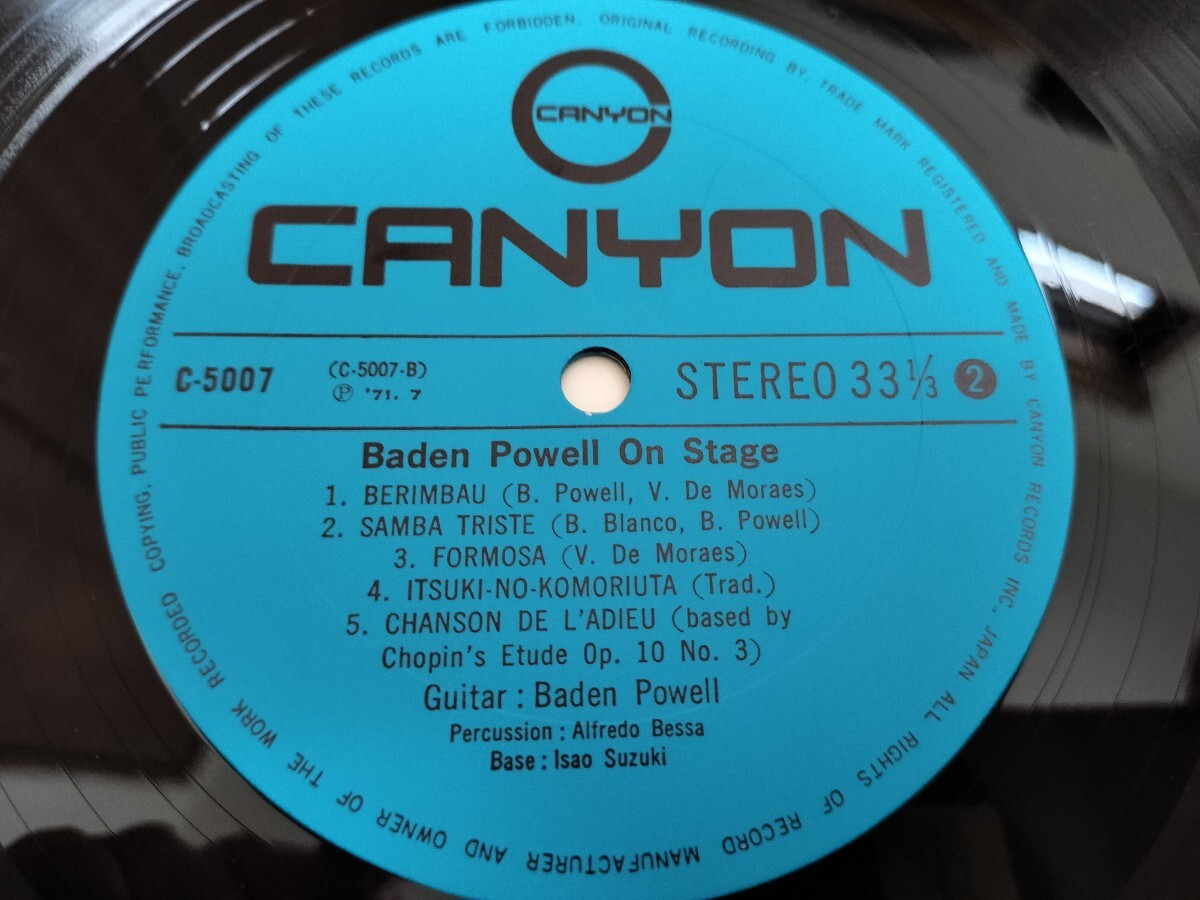 COPYING, PUBLIC PERFORMANCE, BROADCASTING OF THESE RECORDS ARE FORBIDDEN. ORIGINAL RECORDING BY, TRADE MARK REGISTERED AND MADE BY CANYON RECORDS INC., JAPAN ALL RIGHTS OF RECORD MANUFACTURER AND OWNER OF THE WORK RECORDED
CANYON
CANYON
C-5007 (C-5007-B) STEREO 33 1/3 2
Ⓟ '71. 7
Baden Powell On Stage
1. BERIMBAU (B. Powell, V. De Moraes)
2. SAMBA TRISTE (B. Blanco, B. Powell)
3. FORMOSA (V. De Moraes)
4. ITSUKI-NO-KOMORIUTA (Trad.)
5. CHANSON DE L'ADIEU (based by
Chopin's Etude Op. 10 No. 3)
Guitar : Baden Powell
Percussion : Alfredo Bessa
Base : Isao Suzuki